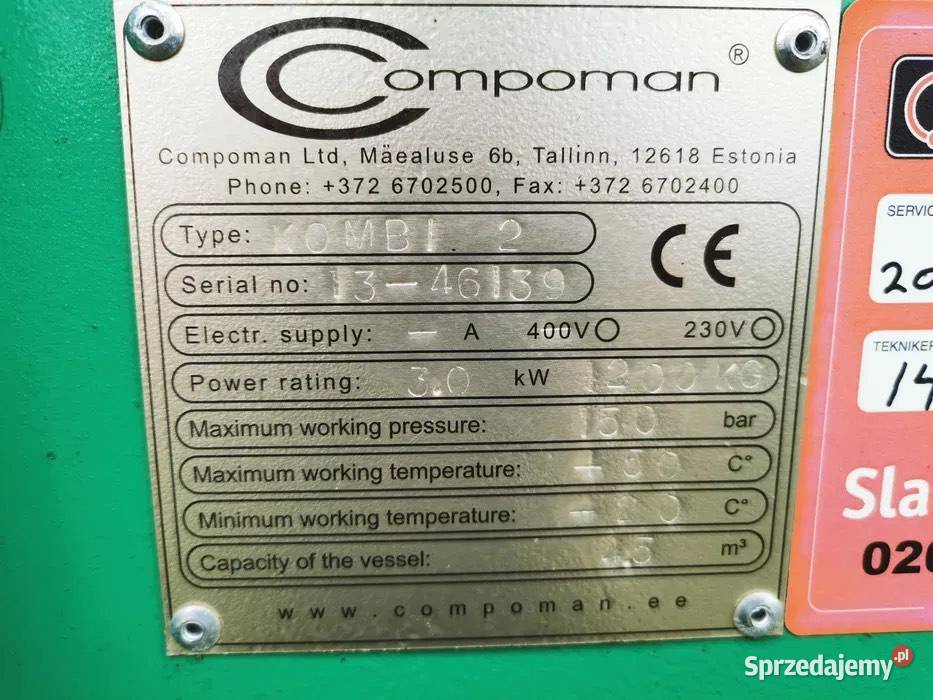 Compoman ®
Compoman Ltd, Mäealuse 6b, Tallinn, 12618 Estonia
Phone: +372 6702500, Fax: +372 6702400
Type: KOMBI 2
Serial no: 13-46139
CE
Electr. supply: - A 400V 230V
Power rating: 3.0 kW 1200KG
Maximum working pressure: 150 bar
Maximum working temperature: C°
Minimum working temperature: C°
Capacity of the vessel: m³
www.compoman.ee
SERVIC
20
TEKNIKER
14
Sla
020
Sprzedajemy.pl